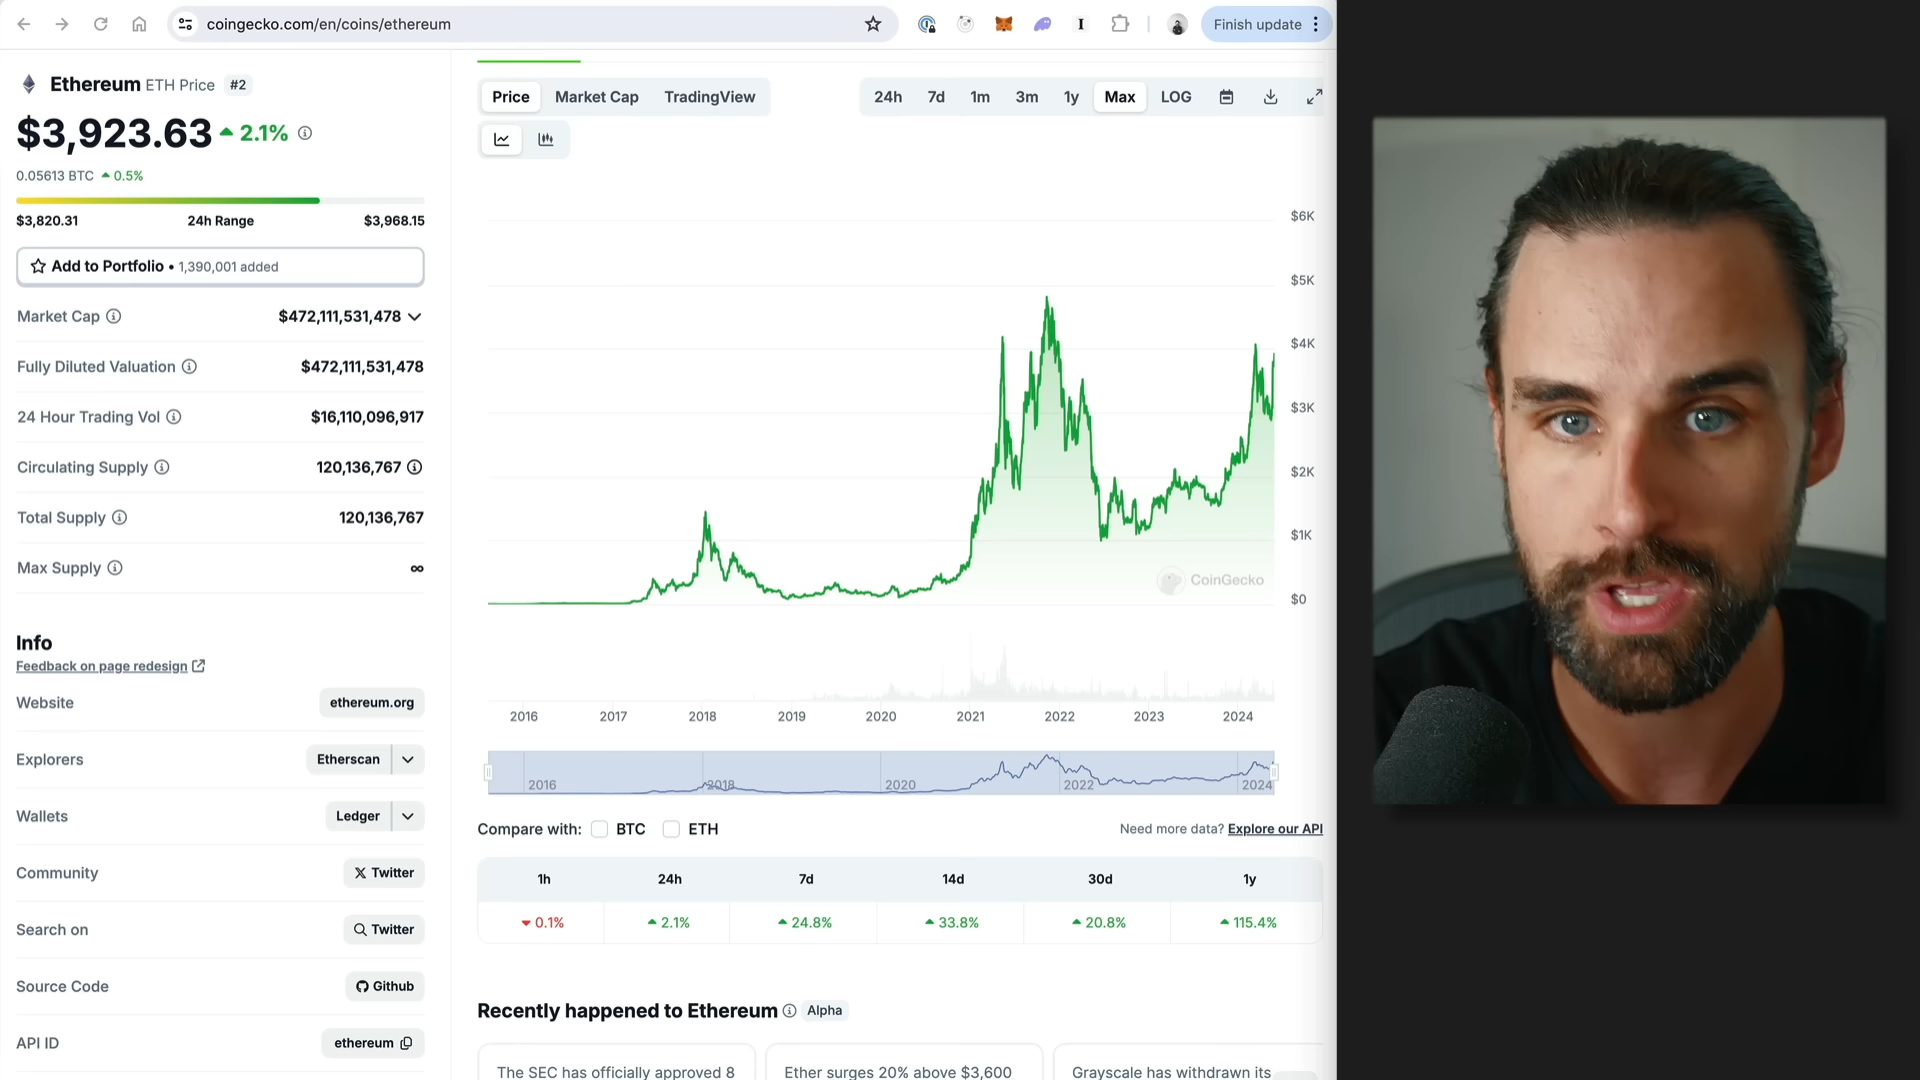 coingecko.com/en/coins/ethereum
Finish update
Ethereum ETH Price #2
$3,923.63 2.1%
0.05613 BTC 0.5%
$3,820.31 24h Range $3,968.15
Add to Portfolio • 1,390,001 added
Market Cap $472,111,531,478
Fully Diluted Valuation $472,111,531,478
24 Hour Trading Vol $16,110,096,917
Circulating Supply 120,136,767
Total Supply 120,136,767
Max Supply ∞
Info
Feedback on page redesign
Website ethereum.org
Explorers Etherscan
Wallets Ledger
Community Twitter
Search on Twitter
Source Code Github
API ID ethereum
Price Market Cap TradingView
24h 7d 1m 3m 1y Max LOG
$6K
$5K
$4K
$3K
$2K
$1K
CoinGecko
$0
2016 2017 2018 2019 2020 2021 2022 2023 2024
2016 2018 2020 2022 2024
Compare with: BTC ETH
Need more data? Explore our API
1h 24h 7d 14d 30d 1y
0.1% 2.1% 24.8% 33.8% 20.8% 115.4%
Recently happened to Ethereum Alpha
The SEC has officially approved 8
Ether surges 20% above $3,600
Grayscale has withdrawn its